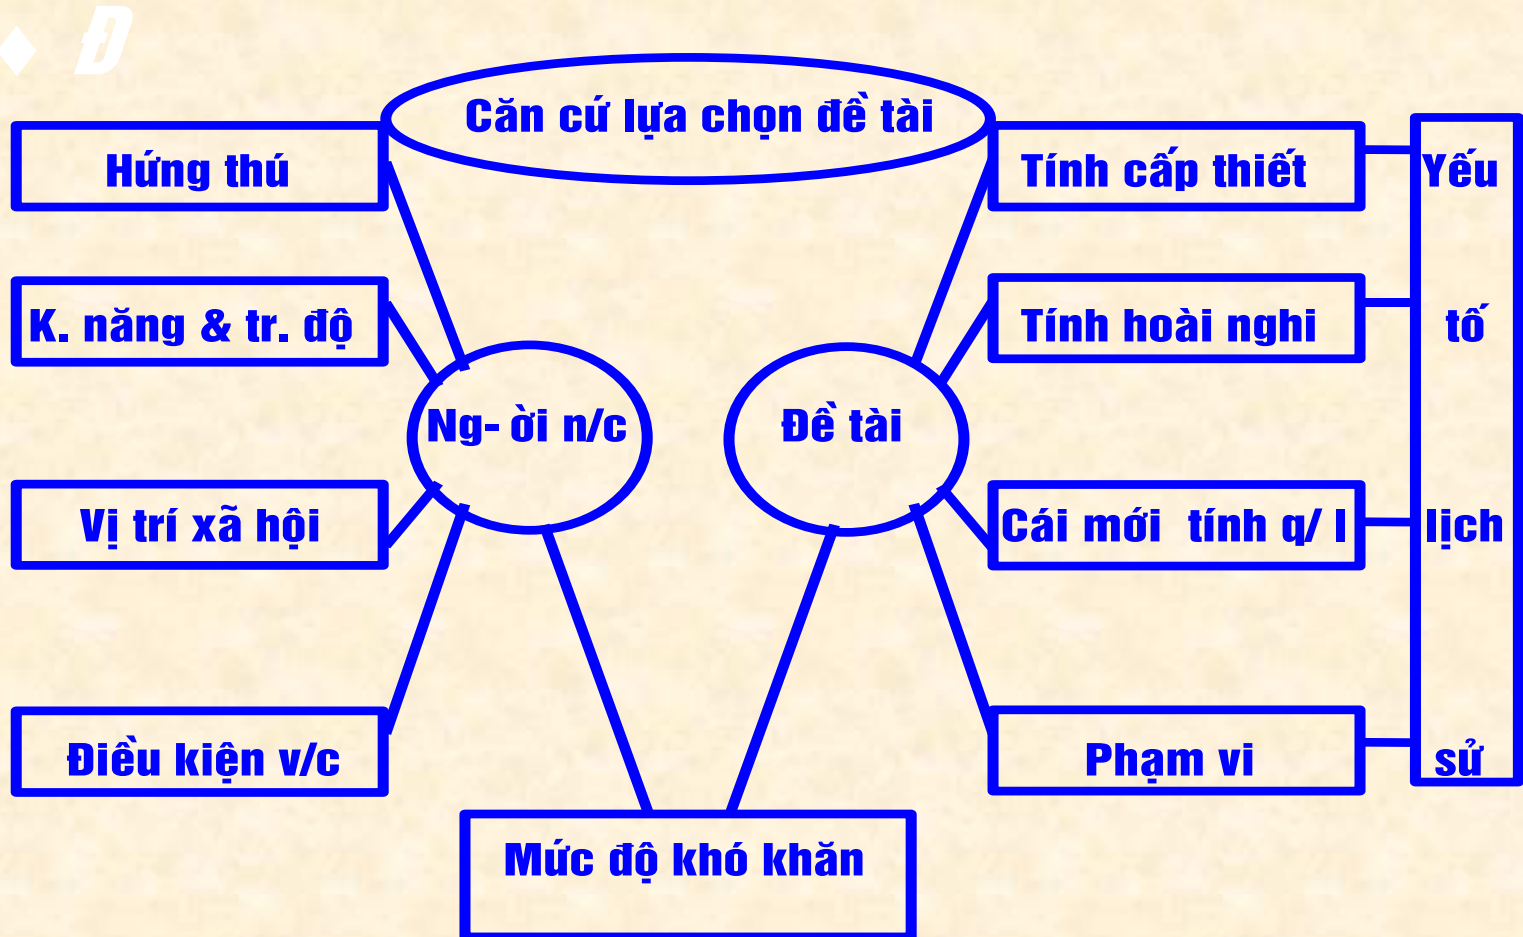 Đ
Căn cứ lựa chọn đề tài
Hứng thú
Tính cấp thiết
Yếu
K. năng & tr. độ
Tính hoài nghi
tố
Ng- ời n/c
Đề tài
Vị trí xã hội
Cái mới tính q/ l
lịch
Điều kiện v/c
Phạm vi
sử
Mức độ khó khăn